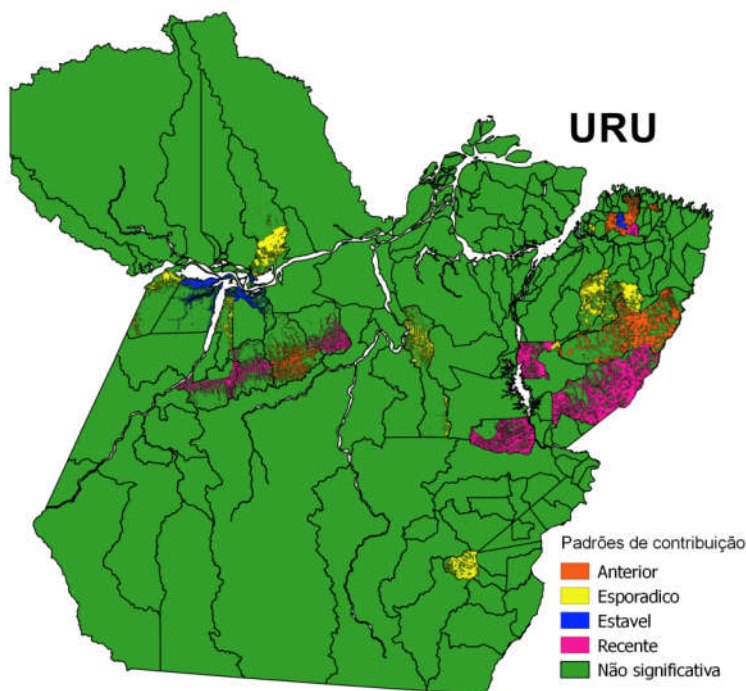 URU
Padrões de contribuição
Anterior
Esporadico
Estavel
Recente
Não significativa